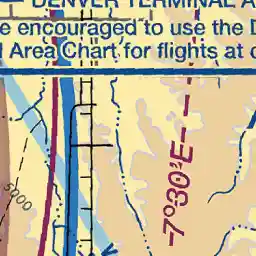 DENVER TERMINAL A
e encouraged to use the D
Area Chart for flights at
7°30'E
5000